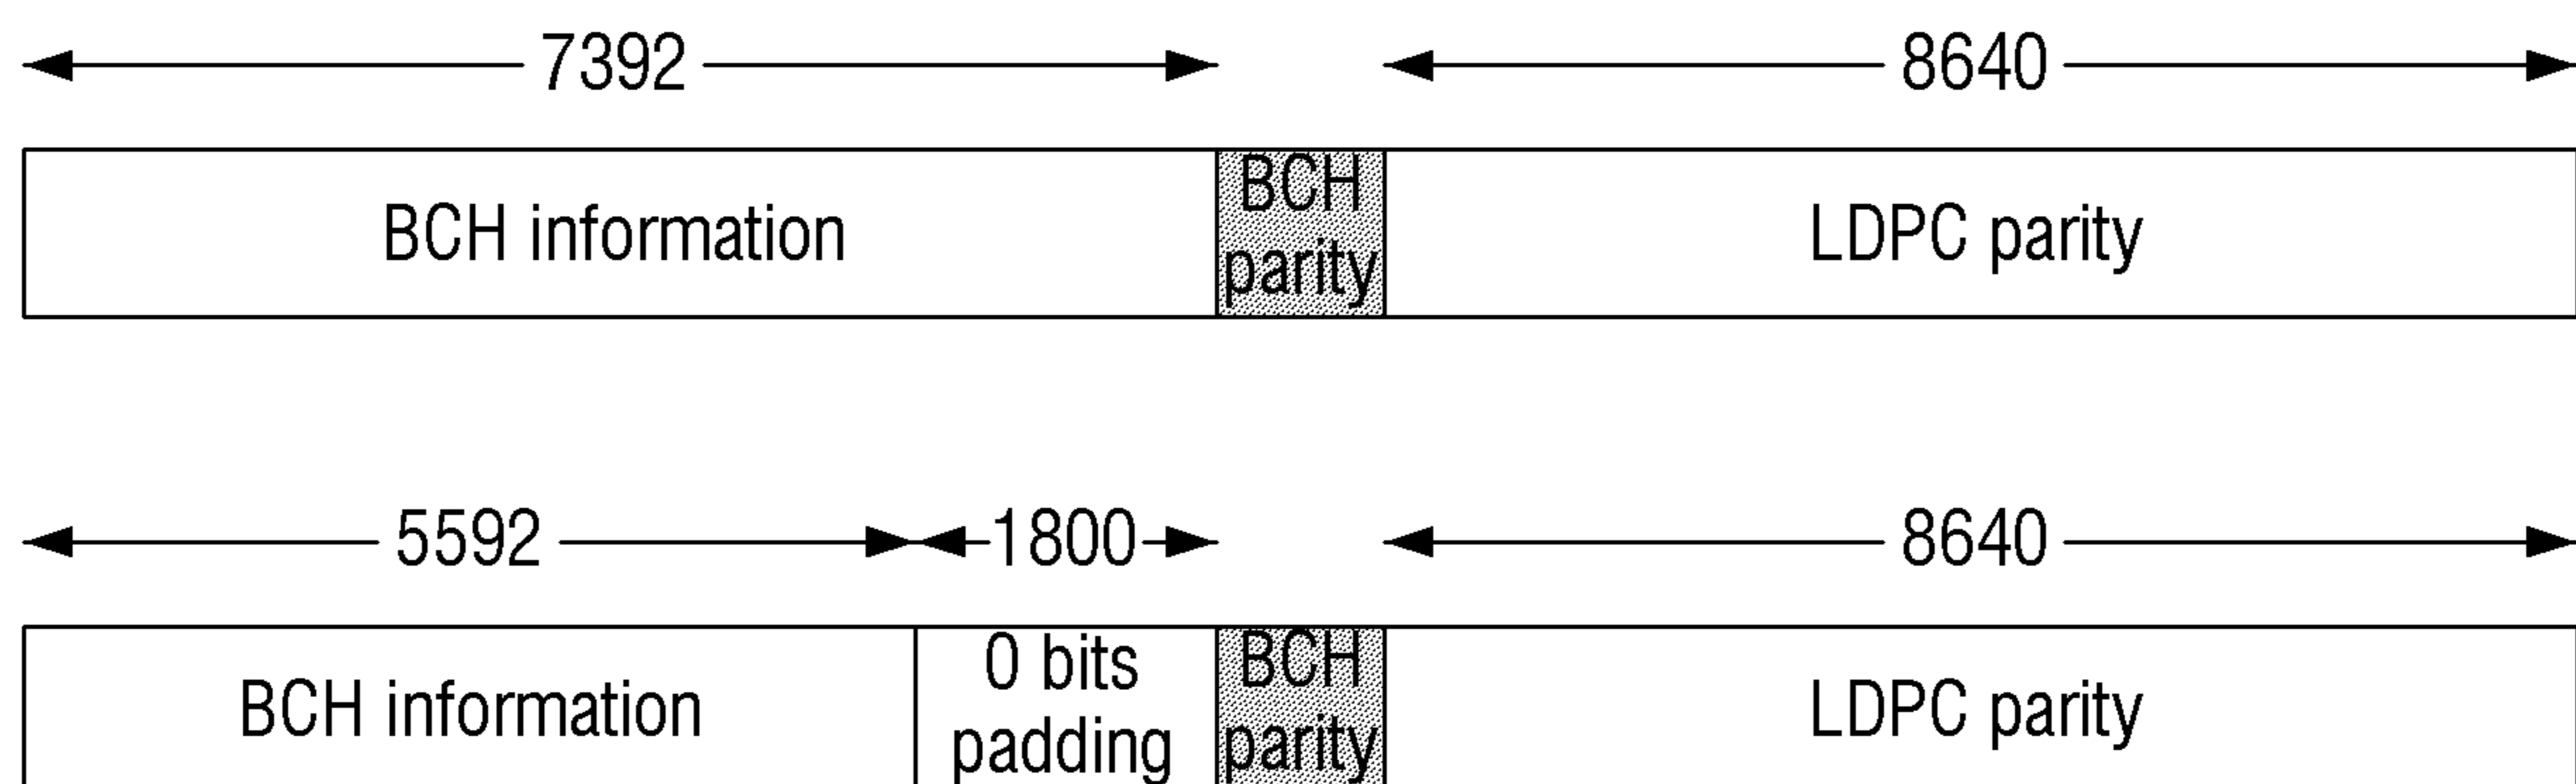 7392 8640
BCH information
BCH
parity
LDPC parity
5592 1800 8640
BCH information
0 bits
padding
BCH
parity
LDPC parity